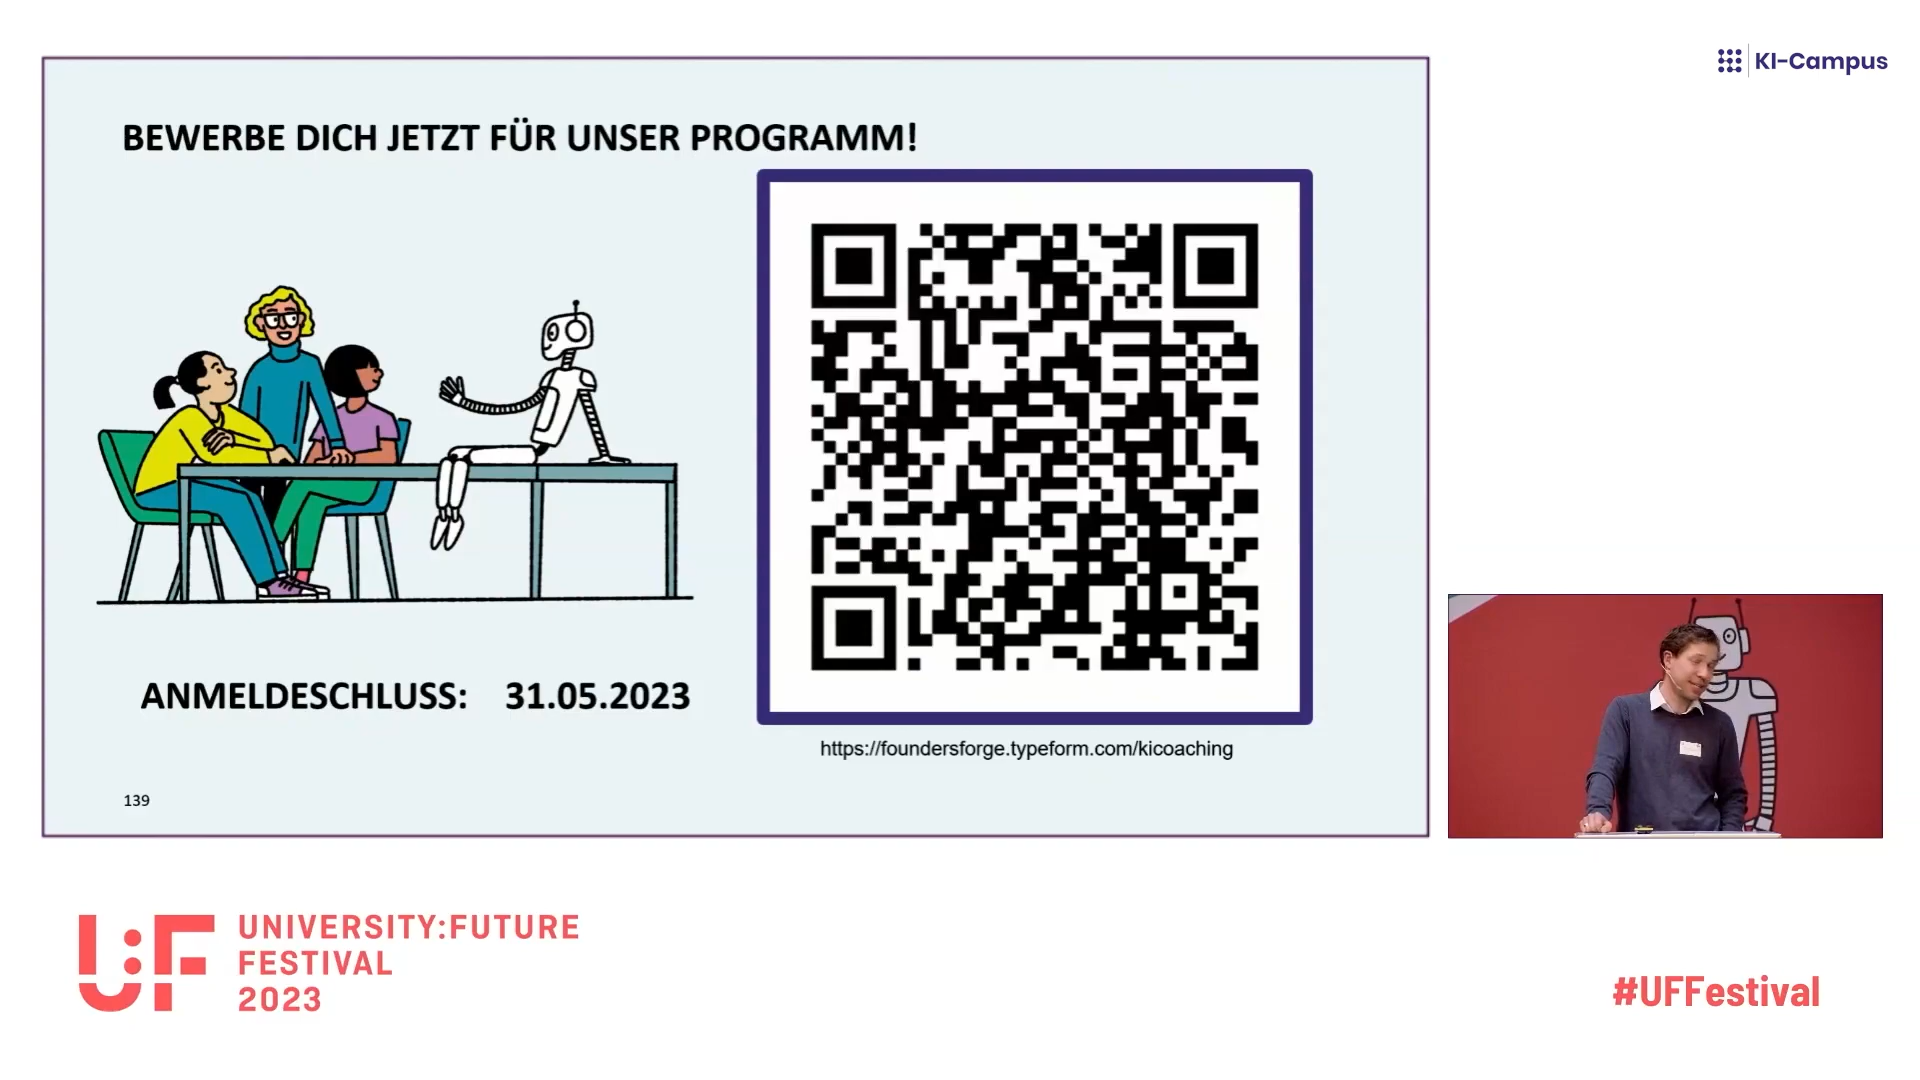 KI-Campus
BEWERBE DICH JETZT FÜR UNSER PROGRAMM!
ANMELDESCHLUSS: 31.05.2023
https://foundersforge.typeform.com/kicoaching
139
U:F
UNIVERSITY:FUTURE
FESTIVAL
2023
#UFFestival